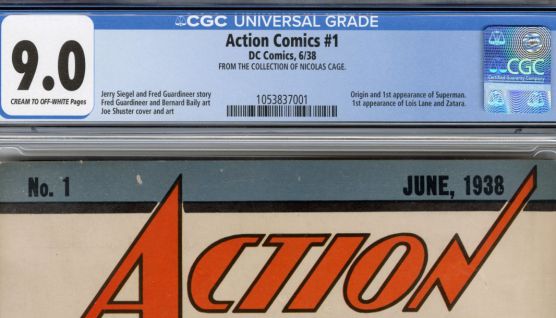 CGC UNIVERSAL GRADE
9.0
CREAM TO OFF-WHITE Pages
Action Comics #1
DC Comics, 6/38
FROM THE COLLECTION OF NICOLAS CAGE.
Jerry Siegel and Fred Guardineer story
Fred Guardineer and Bernard Baily art
Joe Shuster cover and art
1053837001
Origin and 1st appearance of Superman.
1st appearance of Lois Lane and Zatara.
CGC
No. 1
JUNE, 1938
ACTION